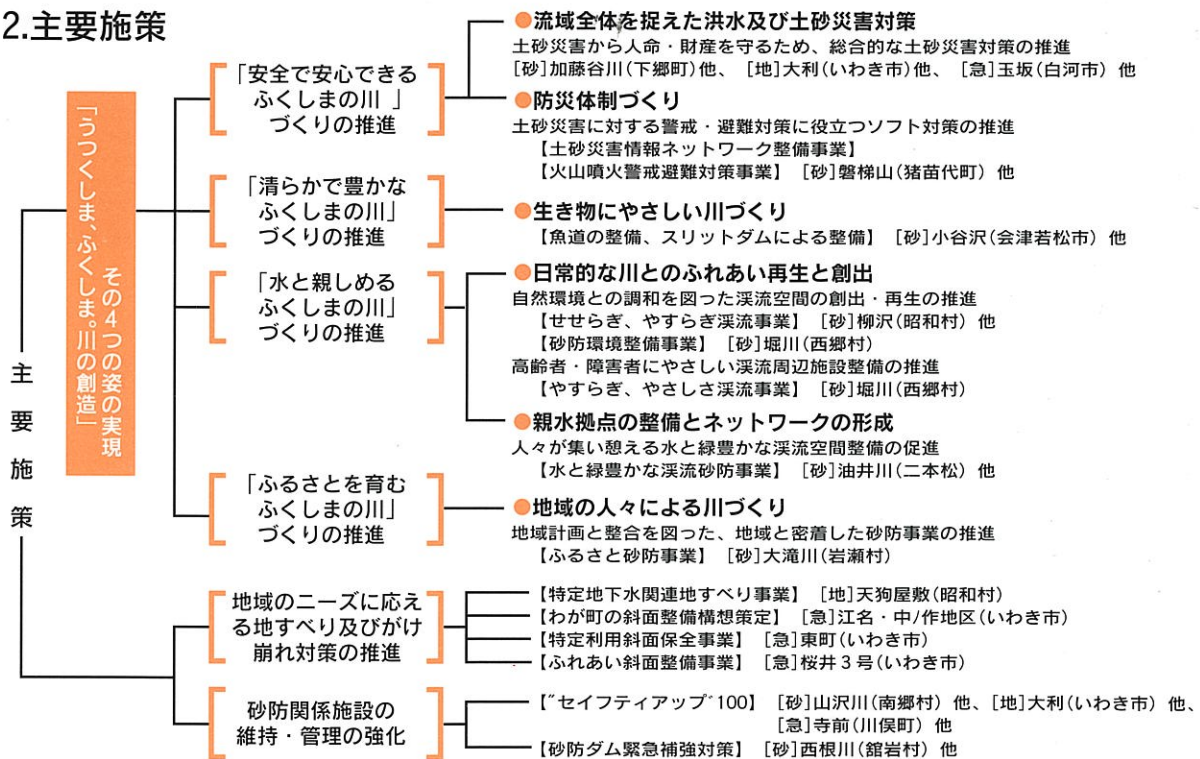 2.主要施策
主要施策
「うつくしま、ふくしま。川の創造」
その4つの姿の実現
「安全で安心できる
ふくしまの川 」
づくりの推進
●流域全体を捉えた洪水及び土砂災害対策
土砂災害から人命・財産を守るため、総合的な土砂災害対策の推進
[砂]加藤谷川(下郷町)他、 [地]大利(いわき市)他、 [急]玉坂(白河市) 他
●防災体制づくり
土砂災害に対する警戒・避難対策に役立つソフト対策の推進
【土砂災害情報ネットワーク整備事業】
【火山噴火警戒避難対策事業】 [砂]磐梯山(猪苗代町) 他
「清らかで豊かな
ふくしまの川」
づくりの推進
●生き物にやさしい川づくり
【魚道の整備、スリットダムによる整備】 [砂]小谷沢(会津若松市) 他
「水と親しめる
ふくしまの川」
づくりの推進
●日常的な川とのふれあい再生と創出
自然環境との調和を図った渓流空間の創出・再生の推進
【せせらぎ、やすらぎ渓流事業】 [砂]柳沢(昭和村) 他
【砂防環境整備事業】 [砂]堀川(西郷村)
高齢者・障害者にやさしい渓流周辺施設整備の推進
【やすらぎ、やさしさ渓流事業】 [砂]堀川(西郷村)
●親水拠点の整備とネットワークの形成
人々が集い憩える水と緑豊かな渓流空間整備の促進
【水と緑豊かな渓流砂防事業】 [砂]油井川(二本松) 他
「ふるさとを育む
ふくしまの川」
づくりの推進
●地域の人々による川づくり
地域計画と整合を図った、地域と密着した砂防事業の推進
【ふるさと砂防事業】 [砂]大滝川(岩瀬村)
地域のニーズに応え
る地すべり及びがけ
崩れ対策の推進
【特定地下水関連地すべり事業】 [地]天狗屋敷(昭和村)
【わが町の斜面整備構想策定】 [急]江名・中/作地区(いわき市)
【特定利用斜面保全事業】 [急]東町(いわき市)
【ふれあい斜面整備事業】 [急]桜井3号(いわき市)
砂防関係施設の
維持・管理の強化
【"セイフティアップ"100】 [砂]山沢川(南郷村) 他、[地]大利(いわき市) 他、
[急]寺前(川俣町) 他
【砂防ダム緊急補強対策】 [砂]西根川(舘岩村) 他